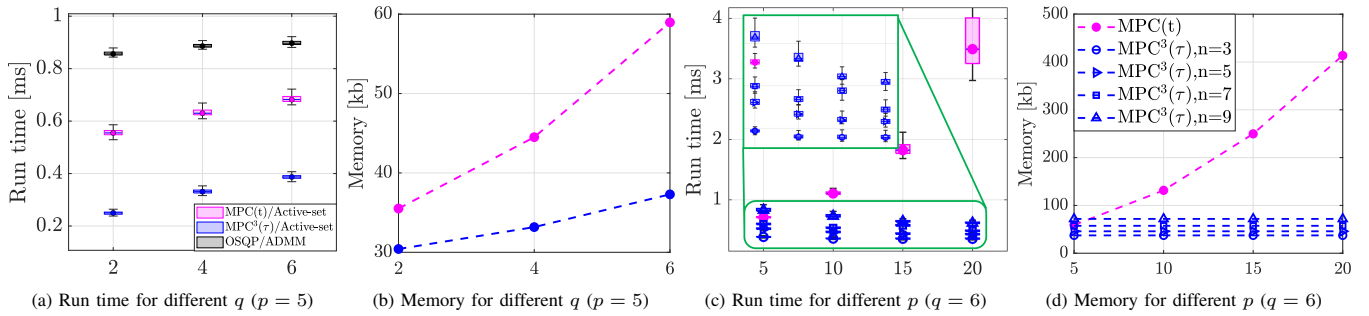 Run time [ms]
1
0.8
0.6
0.4
0.2
2
4
6
MPC(t)/Active-set
MPC³(τ)/Active-set
OSQP/ADMM
(a) Run time for different q (p = 5)
Memory [kb]
60
50
40
30
2
4
6
(b) Memory for different q (p = 5)
Run time [ms]
4
3
2
1
5
10
15
20
(c) Run time for different p (q = 6)
Memory [kb]
500
400
300
200
100
0
5
10
15
20
MPC(t)
MPC³(τ),n=3
MPC³(τ),n=5
MPC³(τ),n=7
MPC³(τ),n=9
(d) Memory for different p (q = 6)